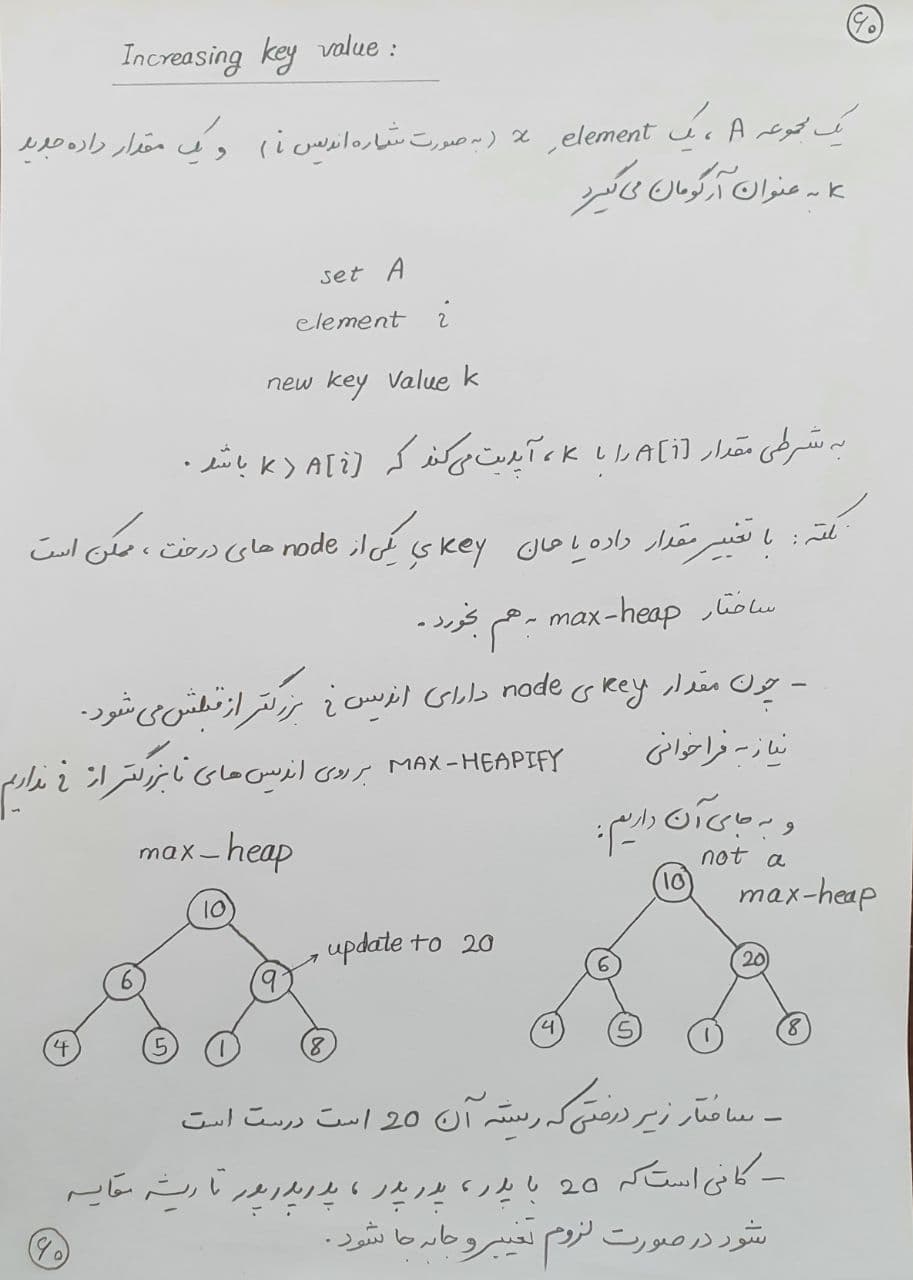 ۶۰
Increasing key value :
یک مجموعه A ، یک element ِ x (به صورت شماره اندیس i) و یک مقدار داده جدید
k به عنوان آرگومان می‌گیرد
set A
element i
new key Value k
به شرطی مقدار A[i] را با k ، آپدیت می‌کند که k > A[i] باشد .
نکته : با تغییر مقدار داده یا همان key یِ یکی از node های درخت ، ممکن است
ساختار max-heap به هم بخورد .
- چون مقدار key ی node دارای اندیس i بزرگتر از قبلش می‌شود.
نیاز به فراخوانی MAX-HEAPIFY بر روی اندیس‌های نابزرگتر از i نداریم
و به جای آن داریم :
max_heap
not a
max-heap
10
10
update to 20
6
9
6
20
4
5
1
8
4
5
1
8
- ساختار زیر درختی که ریشه آن 20 است درست است
- کافی است که 20 با پدر ، پدر پدر ، پدر پدر پدر تا ریشه مقایسه
شود در صورت لزوم تغییر و جابه جا شود .
۶۰